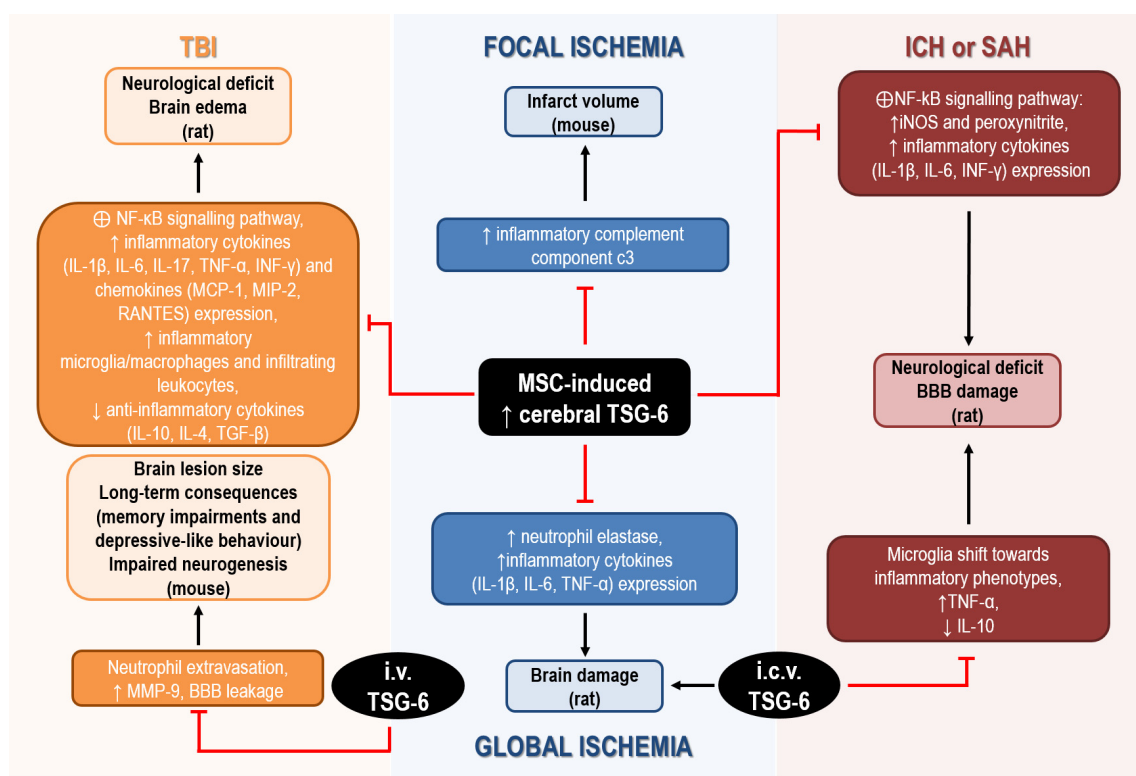 TBI
Neurological deficit
Brain edema
(rat)
⊕ NF-κB signalling pathway,
↑ inflammatory cytokines
(IL-1β, IL-6, IL-17, TNF-α, INF-γ) and
chemokines (MCP-1, MIP-2,
RANTES) expression,
↑ inflammatory
microglia/macrophages and infiltrating
leukocytes,
↓ anti-inflammatory cytokines
(IL-10, IL-4, TGF-β)
Brain lesion size
Long-term consequences
(memory impairments and
depressive-like behaviour)
Impaired neurogenesis
(mouse)
Neutrophil extravasation,
↑ MMP-9, BBB leakage
i.v.
TSG-6
FOCAL ISCHEMIA
Infarct volume
(mouse)
↑ inflammatory complement
component c3
MSC-induced
↑ cerebral TSG-6
↑ neutrophil elastase,
↑inflammatory cytokines
(IL-1β, IL-6, TNF-α) expression
Brain damage
(rat)
GLOBAL ISCHEMIA
i.c.v.
TSG-6
ICH or SAH
⊕NF-kB signalling pathway:
↑iNOS and peroxynitrite,
↑ inflammatory cytokines
(IL-1β, IL-6, INF-γ) expression
Neurological deficit
BBB damage
(rat)
Microglia shift towards
inflammatory phenotypes,
↑TNF-α,
↓ IL-10